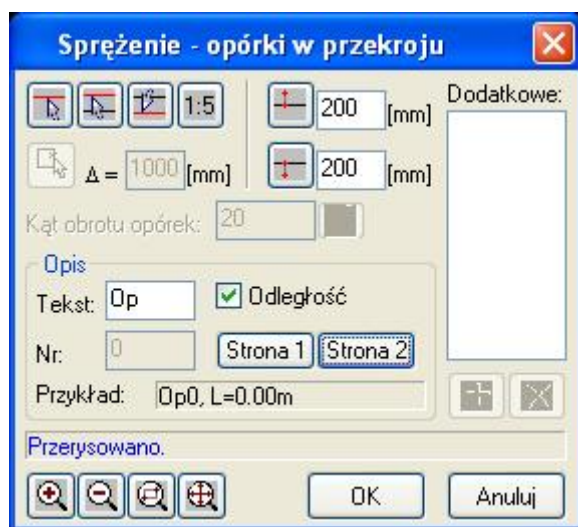 Sprężenie - opórki w przekroju
1:5 200 [mm] Dodatkowe:
Δ = 1000 [mm] 200 [mm]
Kąt obrotu opórek: 20
Opis
Tekst: Op Odległość
Nr: 0 Strona 1 Strona 2
Przykład: Op0, L=0.00m
Przerysowano.
OK Anuluj